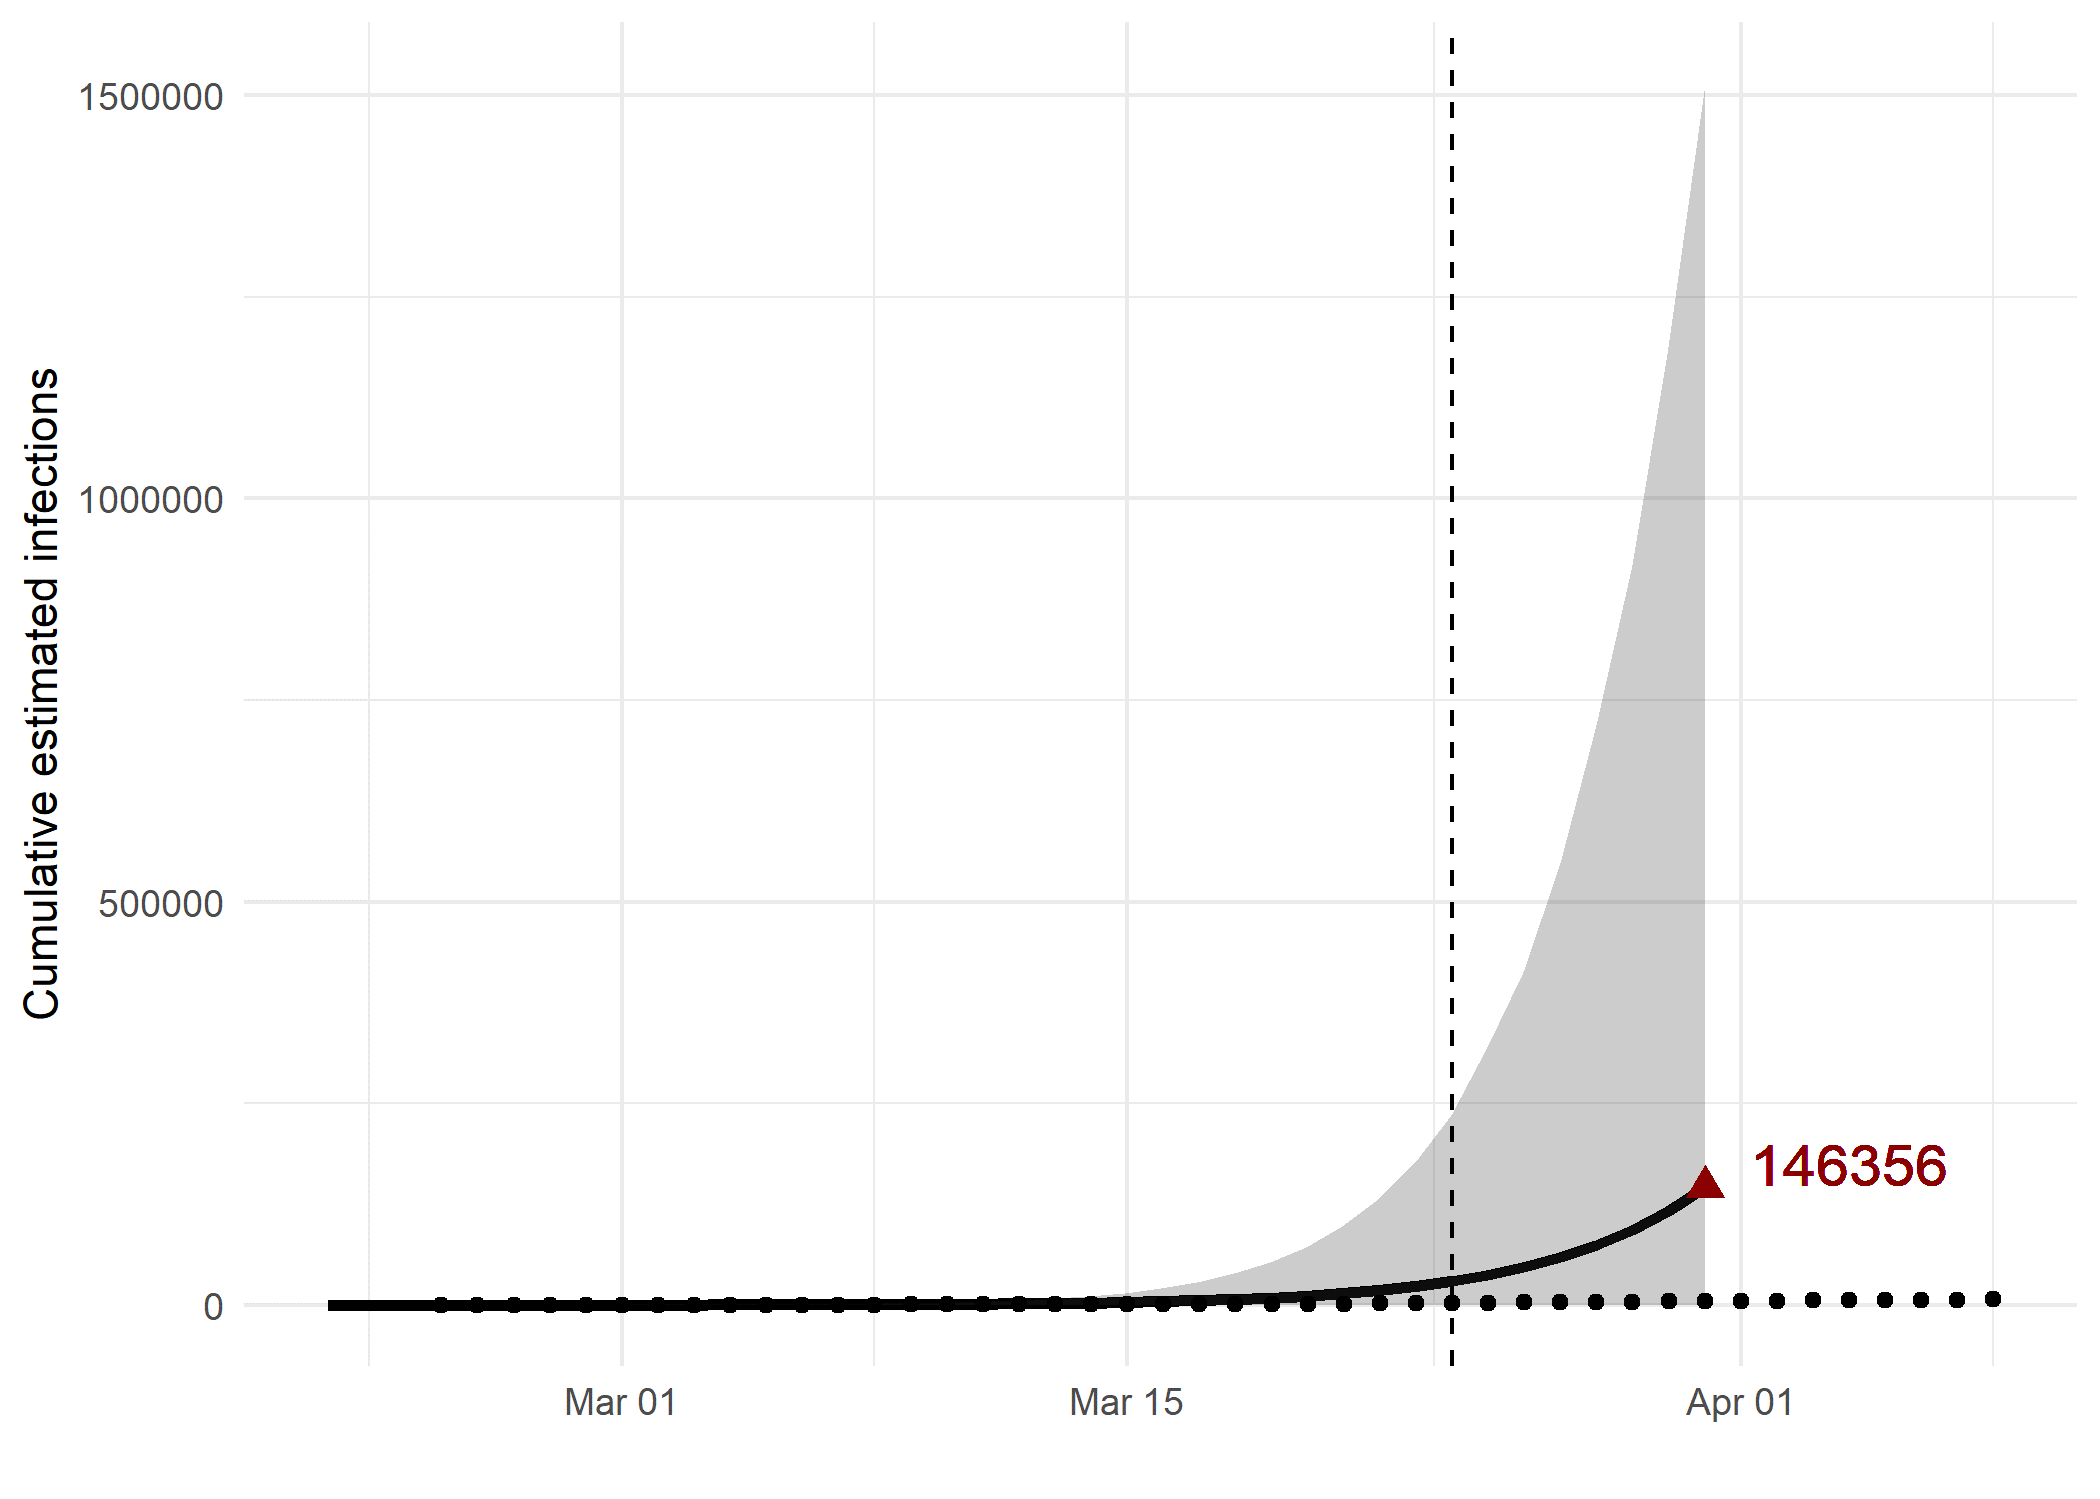 Cumulative estimated infections
1500000
1000000
500000
0
146356
Mar 01
Mar 15
Apr 01